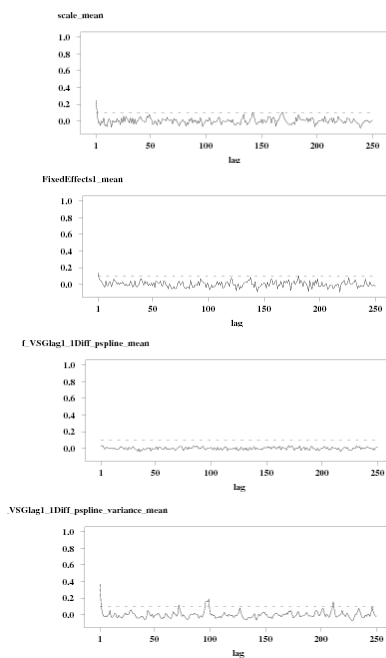 scale_mean
1.0
0.8
0.6
0.4
0.2
0.0
1 50 100 150 200 250
lag
FixedEffects1_mean
1.0
0.8
0.6
0.4
0.2
0.0
1 50 100 150 200 250
lag
f_VSGlag1_1Diff_pspline_mean
1.0
0.8
0.6
0.4
0.2
0.0
1 50 100 150 200 250
lag
_VSGlag1_1Diff_pspline_variance_mean
1.0
0.8
0.6
0.4
0.2
0.0
1 50 100 150 200 250
lag